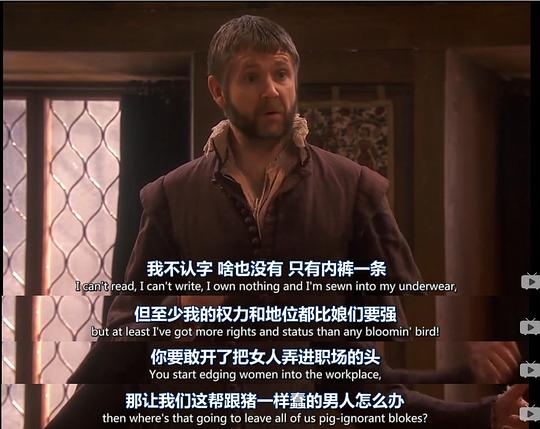 我不认字 啥也没有 只有内裤一条
I can't read, I can't write, I own nothing and I'm sewn into my underwear,
但至少我的权力和地位都比娘们要强
but at least I've got more rights and status than any bloomin' bird!
你要敢开了把女人弄进职场的头
You start edging women into the workplace,
那让我们这帮跟猪一样蠢的男人怎么办
then where's that going to leave all of us pig-ignorant blokes?